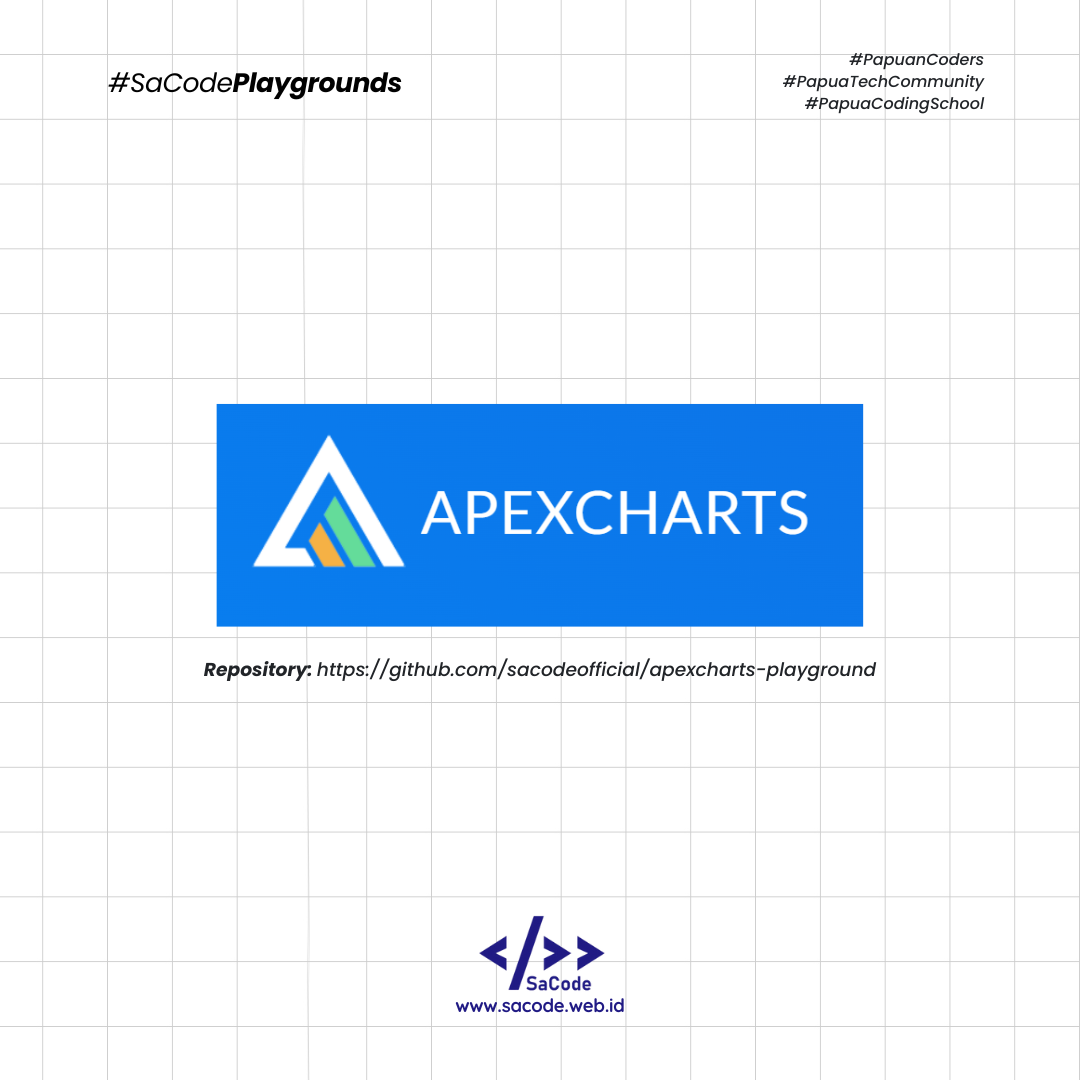 #SaCodePlaygrounds
#PapuanCoders
#PapuaTechCommunity
#PapuaCodingSchool
APEXCHARTS
Repository: https://github.com/sacodeofficial/apexcharts-playground
</>>
SaCode
www.sacode.web.id